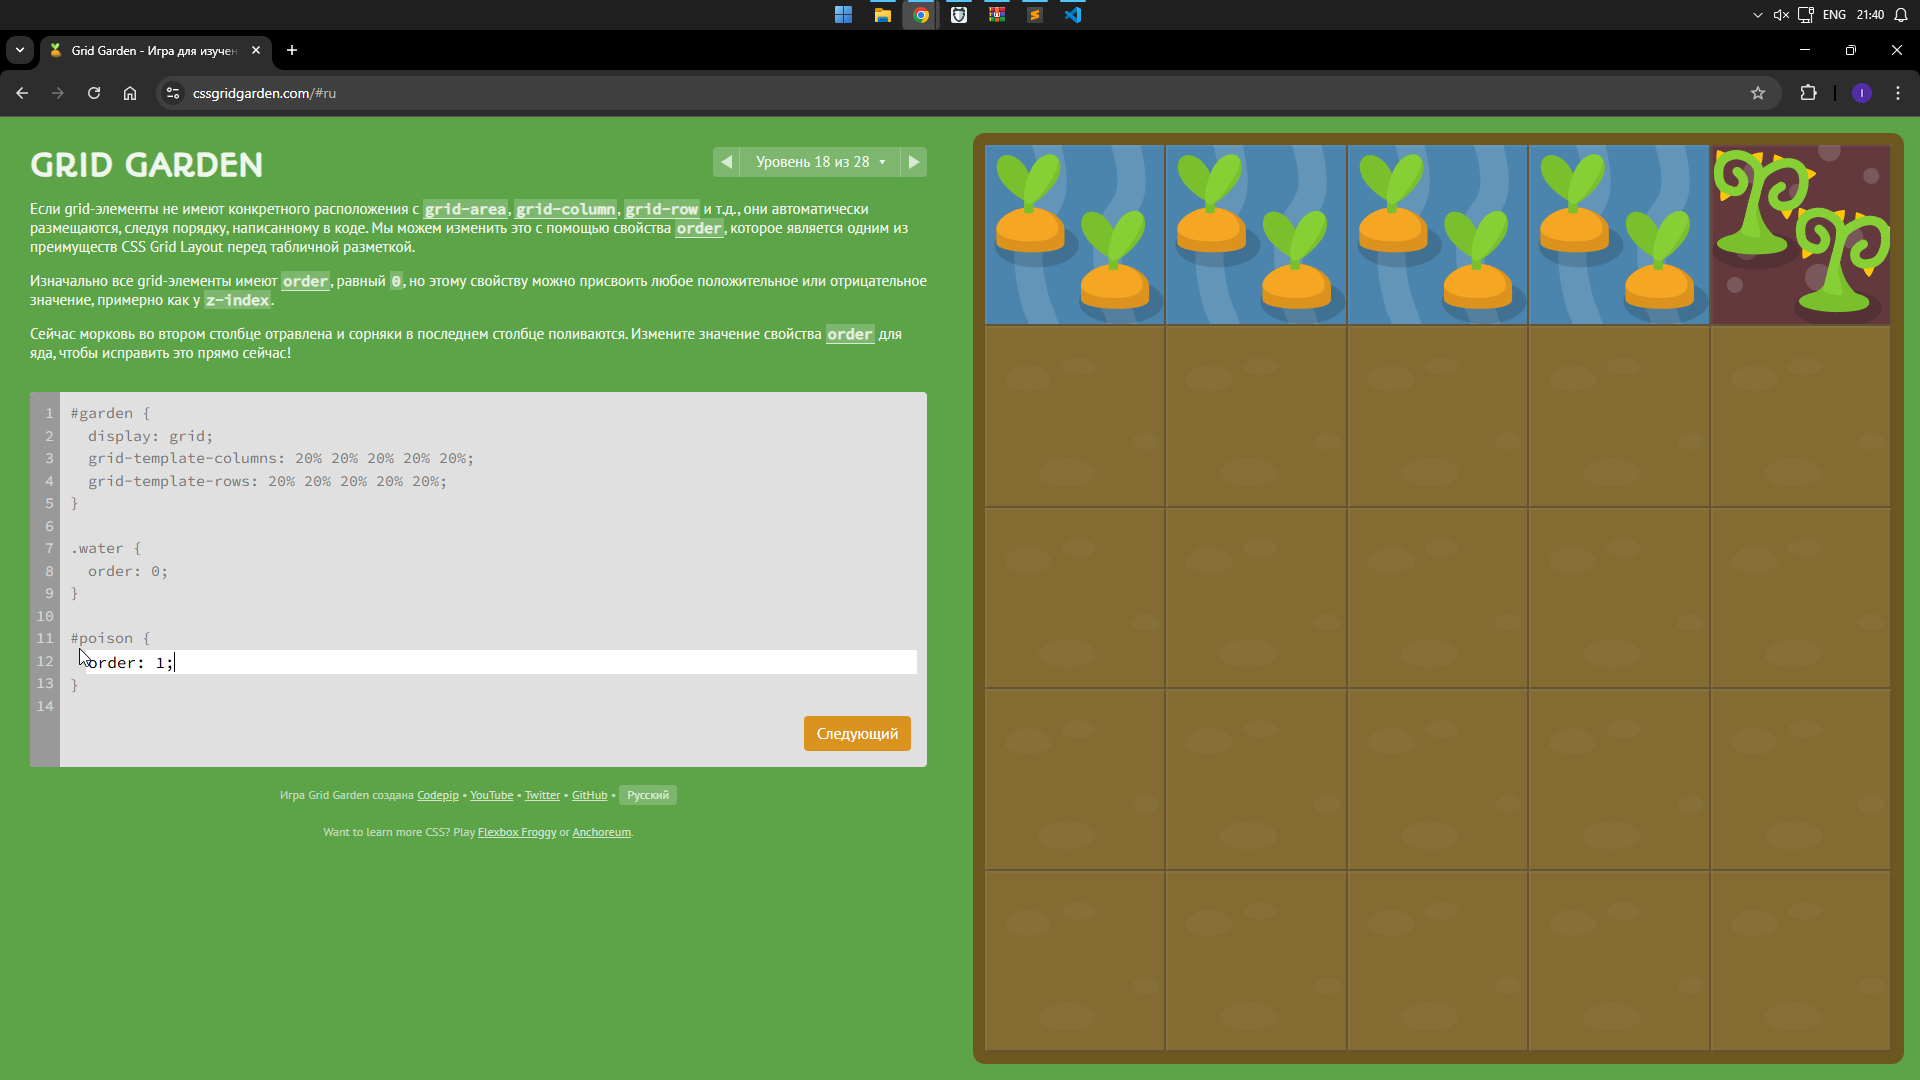 ENG 21:40
Grid Garden - Игра для изучен
cssgridgarden.com/#ru
I
GRID GARDEN
Уровень 18 из 28
Если grid-элементы не имеют конкретного расположения с grid-area, grid-column, grid-row и т.д., они автоматически
размещаются, следуя порядку, написанному в коде. Мы можем изменить это с помощью свойства order, которое является одним из
преимуществ CSS Grid Layout перед табличной разметкой.
Изначально все grid-элементы имеют order, равный 0, но этому свойству можно присвоить любое положительное или отрицательное
значение, примерно как у z-index.
Сейчас морковь во втором столбце отравлена и сорняки в последнем столбце поливаются. Измените значение свойства order для
яда, чтобы исправить это прямо сейчас!
1 #garden {
2 display: grid;
3 grid-template-columns: 20% 20% 20% 20% 20%;
4 grid-template-rows: 20% 20% 20% 20% 20%;
5 }
6
7 .water {
8 order: 0;
9 }
10
11 #poison {
12 order: 1;
13 }
14
Следующий
Игра Grid Garden создана Codepip • YouTube • Twitter • GitHub • Русский
Want to learn more CSS? Play Flexbox Froggy or Anchoreum.